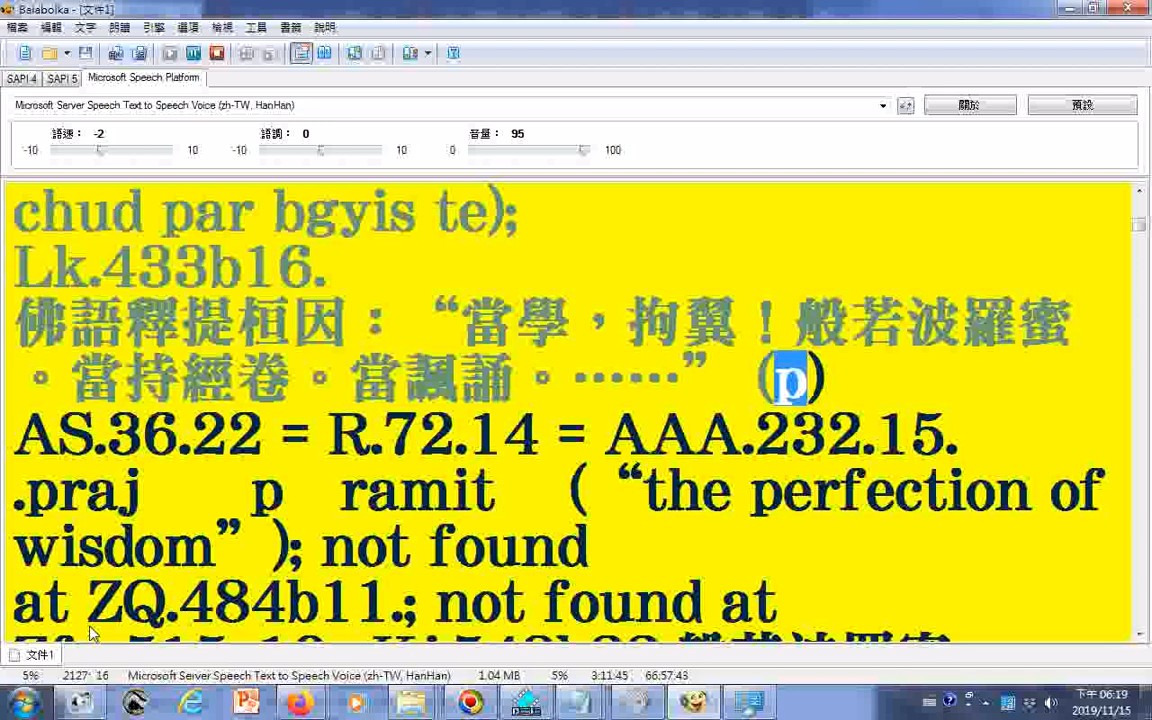 Balabolka - [文件1]
檔案 編輯 文字 朗讀 引擎 選項 檢視 工具 書籤 說明
SAPI 4 SAPI 5 Microsoft Speech Platform
Microsoft Server Speech Text to Speech Voice (zh-TW, HanHan) 關於 預設
語速： -2 語調： 0 音量： 95
-10 10 -10 10 0 100
chud par bgyis te);
Lk.433b16.
佛語釋提桓因：“當學，拘翼！般若波羅蜜
。當持經卷。當諷誦。……” (p)
AS.36.22 = R.72.14 = AAA.232.15.
.praj p ramit ( “the perfection of
wisdom” ); not found
at ZQ.484b11.; not found at
文件1
5% 2127: 16 Microsoft Server Speech Text to Speech Voice (zh-TW, HanHan) 1.04 MB 5% 3:11:45 66:57:43
下午 06:19
2019/11/15